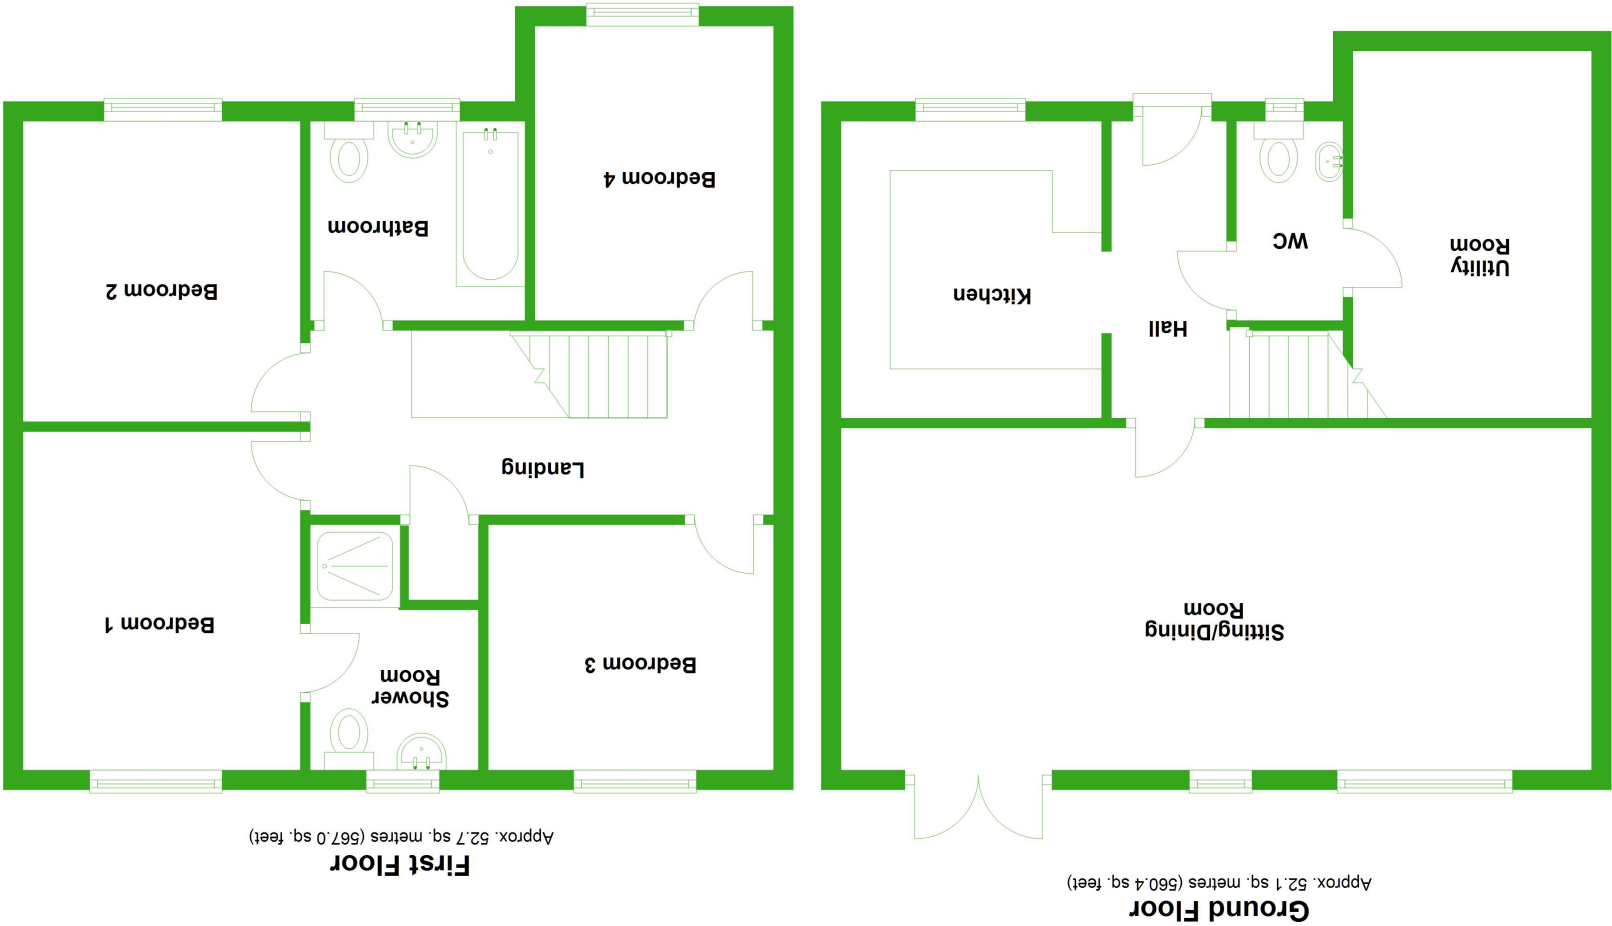 Ground Floor
Approx. 52.1 sq. metres (560.4 sq. feet)
Sitting/Dining
Room
Utility
Room
WC
Hall
Kitchen
First Floor
Approx. 52.7 sq. metres (567.0 sq. feet)
Bedroom 3
Shower
Room
Bedroom 1
Landing
Bedroom 2
Bathroom
Bedroom 4